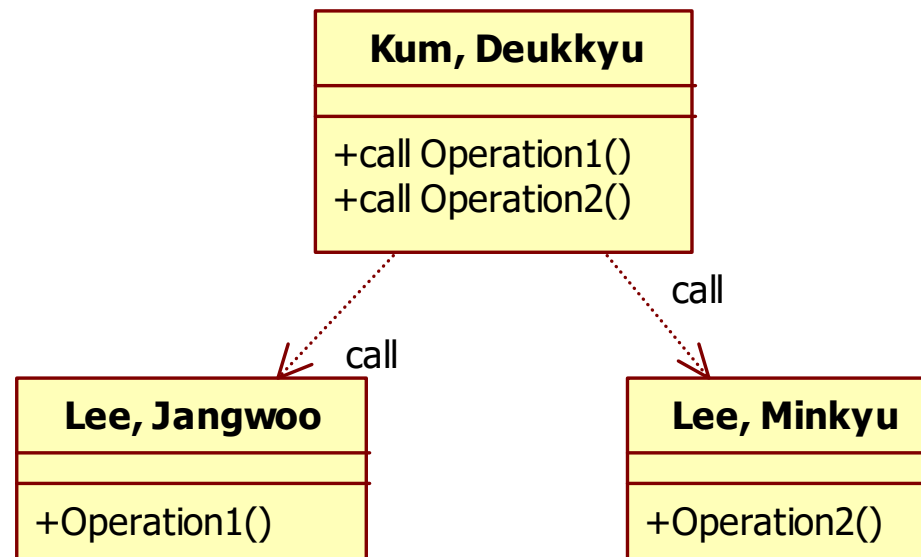 Kum, Deukkyu
+call Operation1()
+call Operation2()
call
call
Lee, Jangwoo
+Operation1()
Lee, Minkyu
+Operation2()